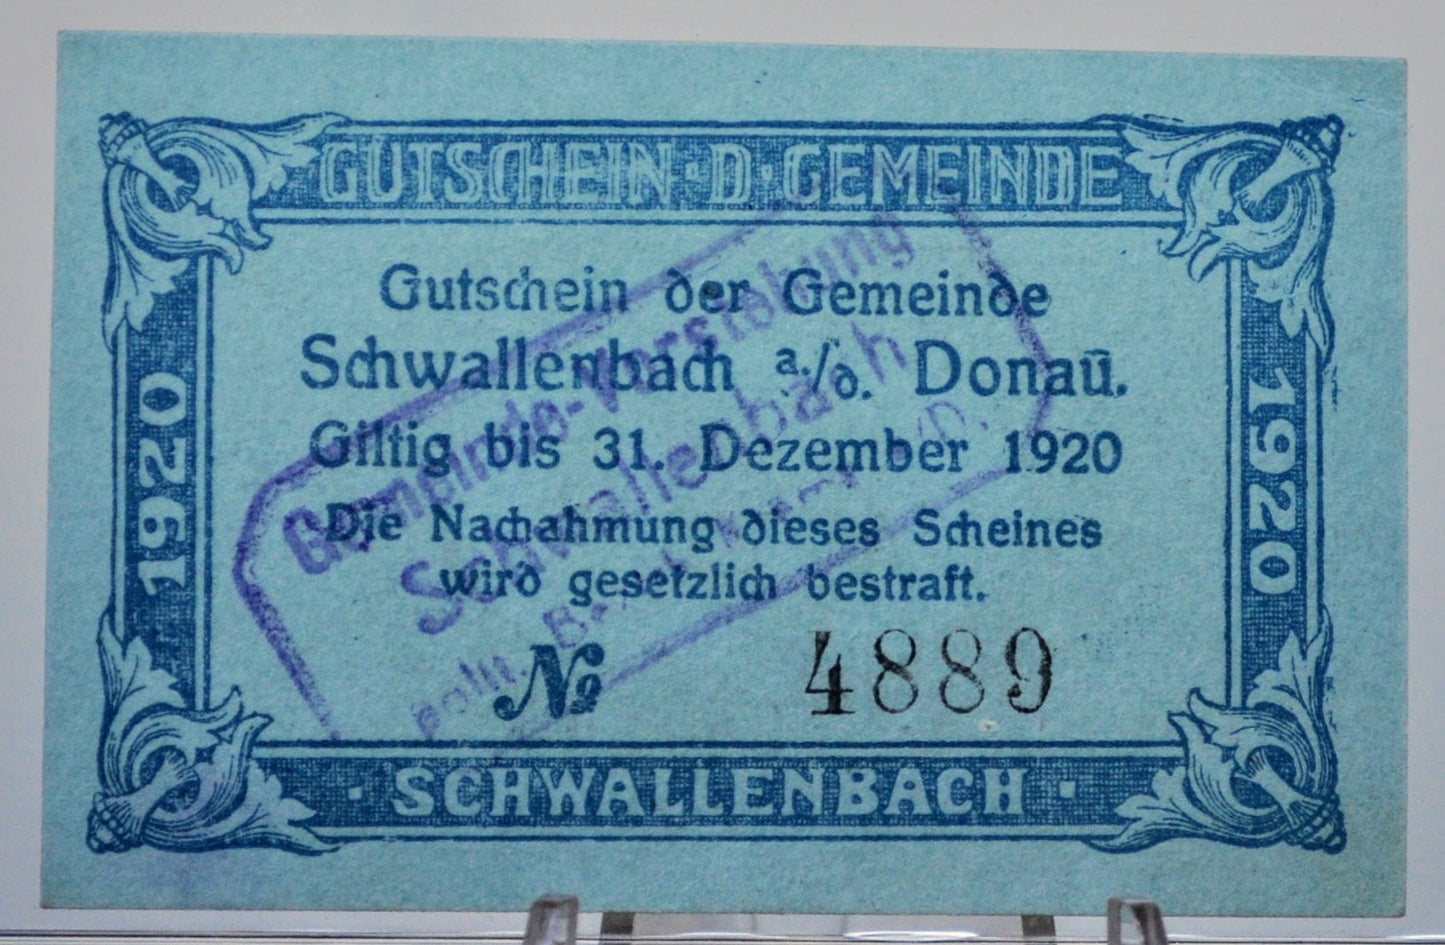 GUTSCHEIN · D · GEMEINDE
1920
1920
Gutschein der Gemeinde
Schwallenbach a./d. Donau.
Giltig bis 31. Dezember 1920
Die Nachahmung dieses Scheines
wird gesetzlich bestraft.
№ 4889
· SCHWALLENBACH ·
Gemeinde-Vorstehung
Schwallenbach